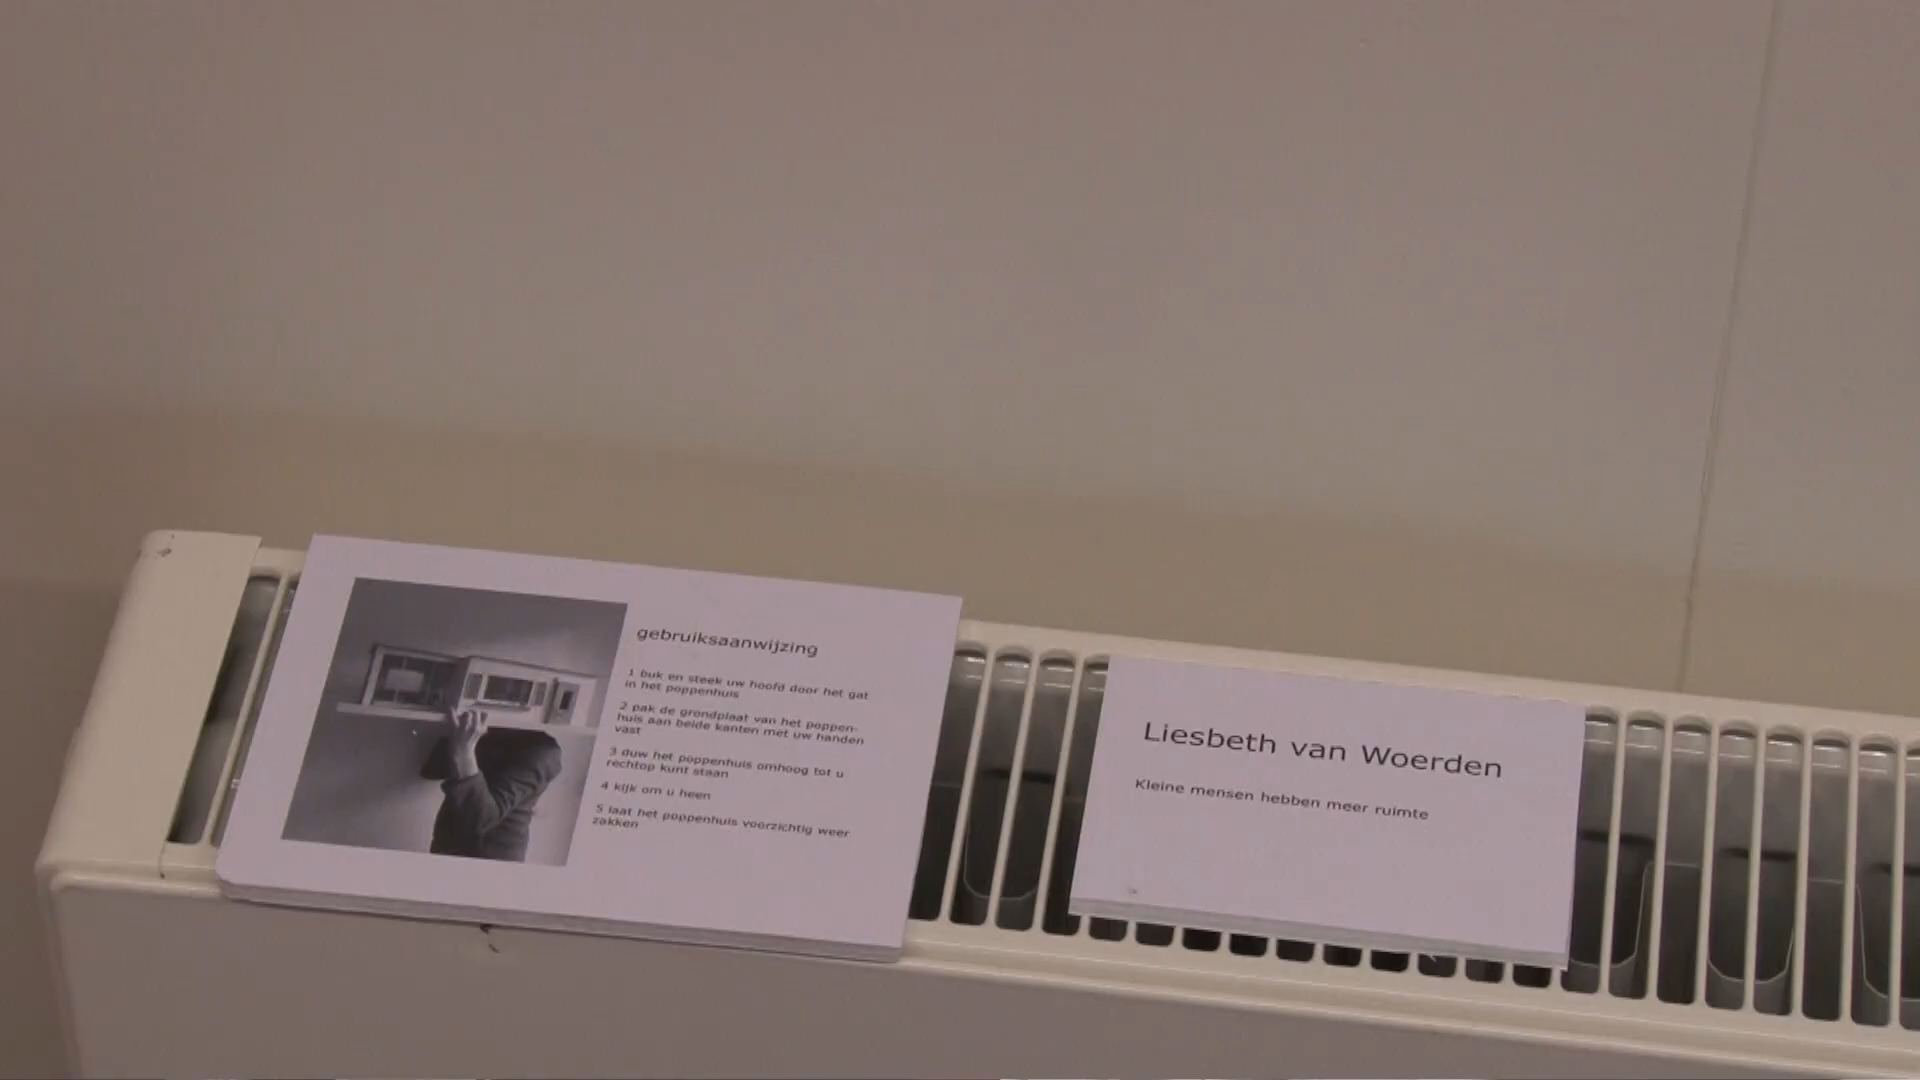 gebruiksaanwijzing
1 buk en steek uw hoofd door het gat
in het poppenhuis
2 pak de grondplaat van het poppen-
huis aan beide kanten met uw handen
vast
3 duw het poppenhuis omhoog tot u
rechtop kunt staan
4 kijk om u heen
5 laat het poppenhuis voorzichtig weer
zakken
Liesbeth van Woerden
Kleine mensen hebben meer ruimte